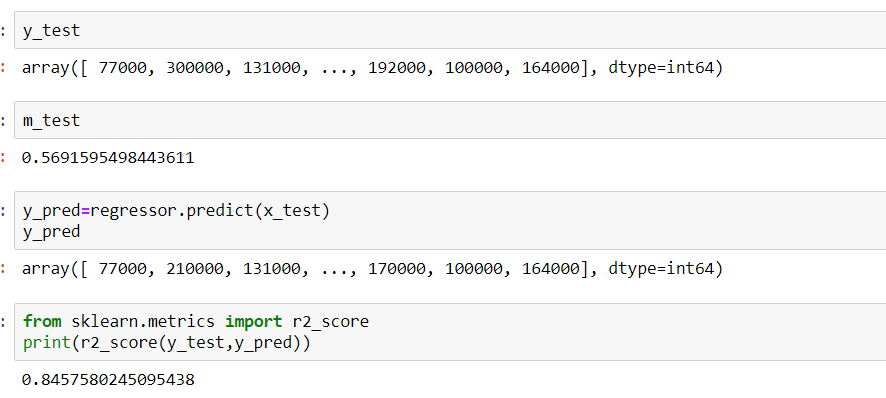 : y_test
: array([ 77000, 300000, 131000, ..., 192000, 100000, 164000], dtype=int64)
: m_test
: 0.5691595498443611
: y_pred=regressor.predict(x_test)
y_pred
: array([ 77000, 210000, 131000, ..., 170000, 100000, 164000], dtype=int64)
: from sklearn.metrics import r2_score
print(r2_score(y_test,y_pred))
0.8457580245095438